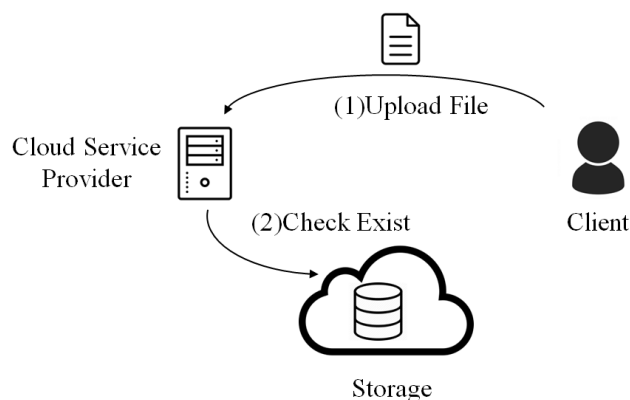 (1)Upload File
Cloud Service
Provider
(2)Check Exist
Client
Storage